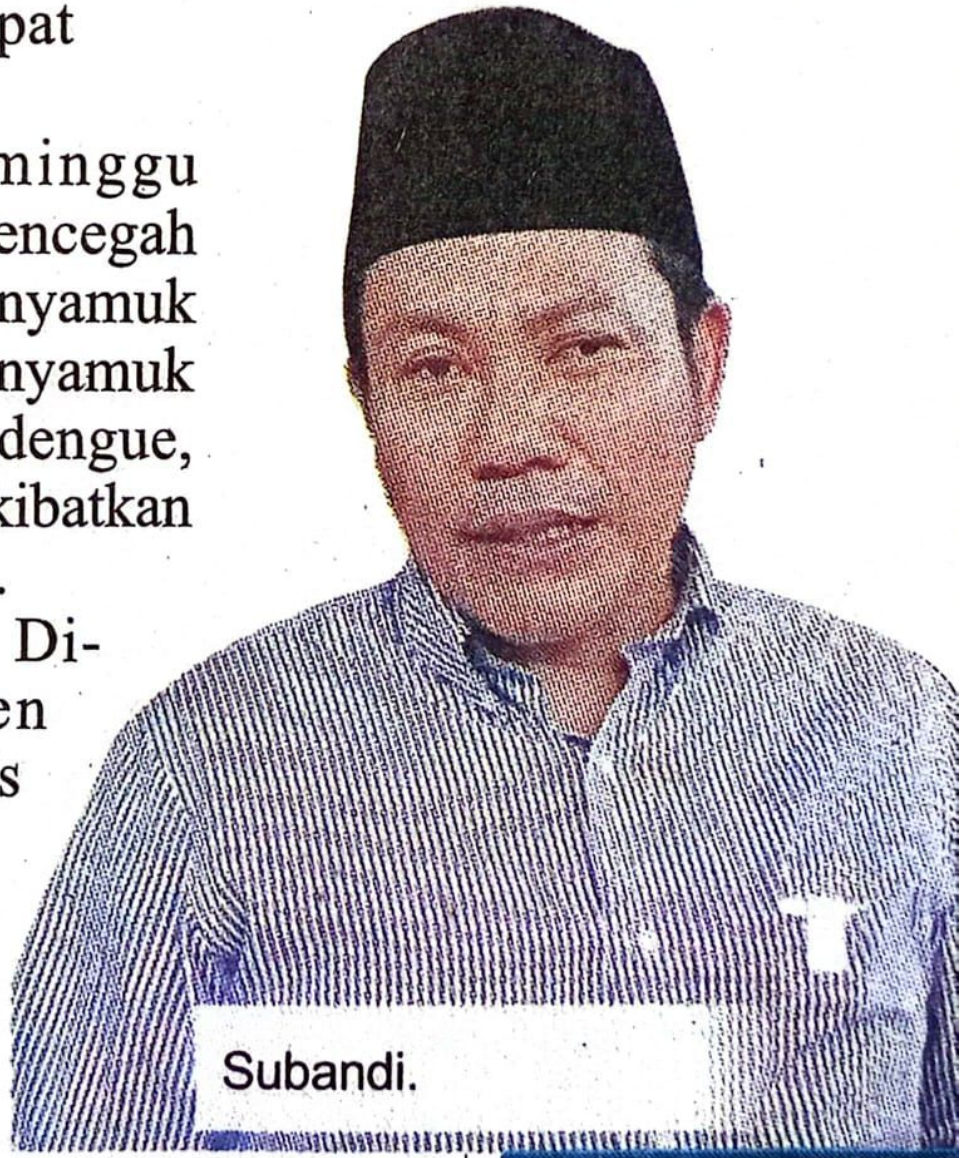 pat
minggu
encegah
nyamuk
nyamuk
dengue,
kibatkan
.
Di-
en
s
Subandi.